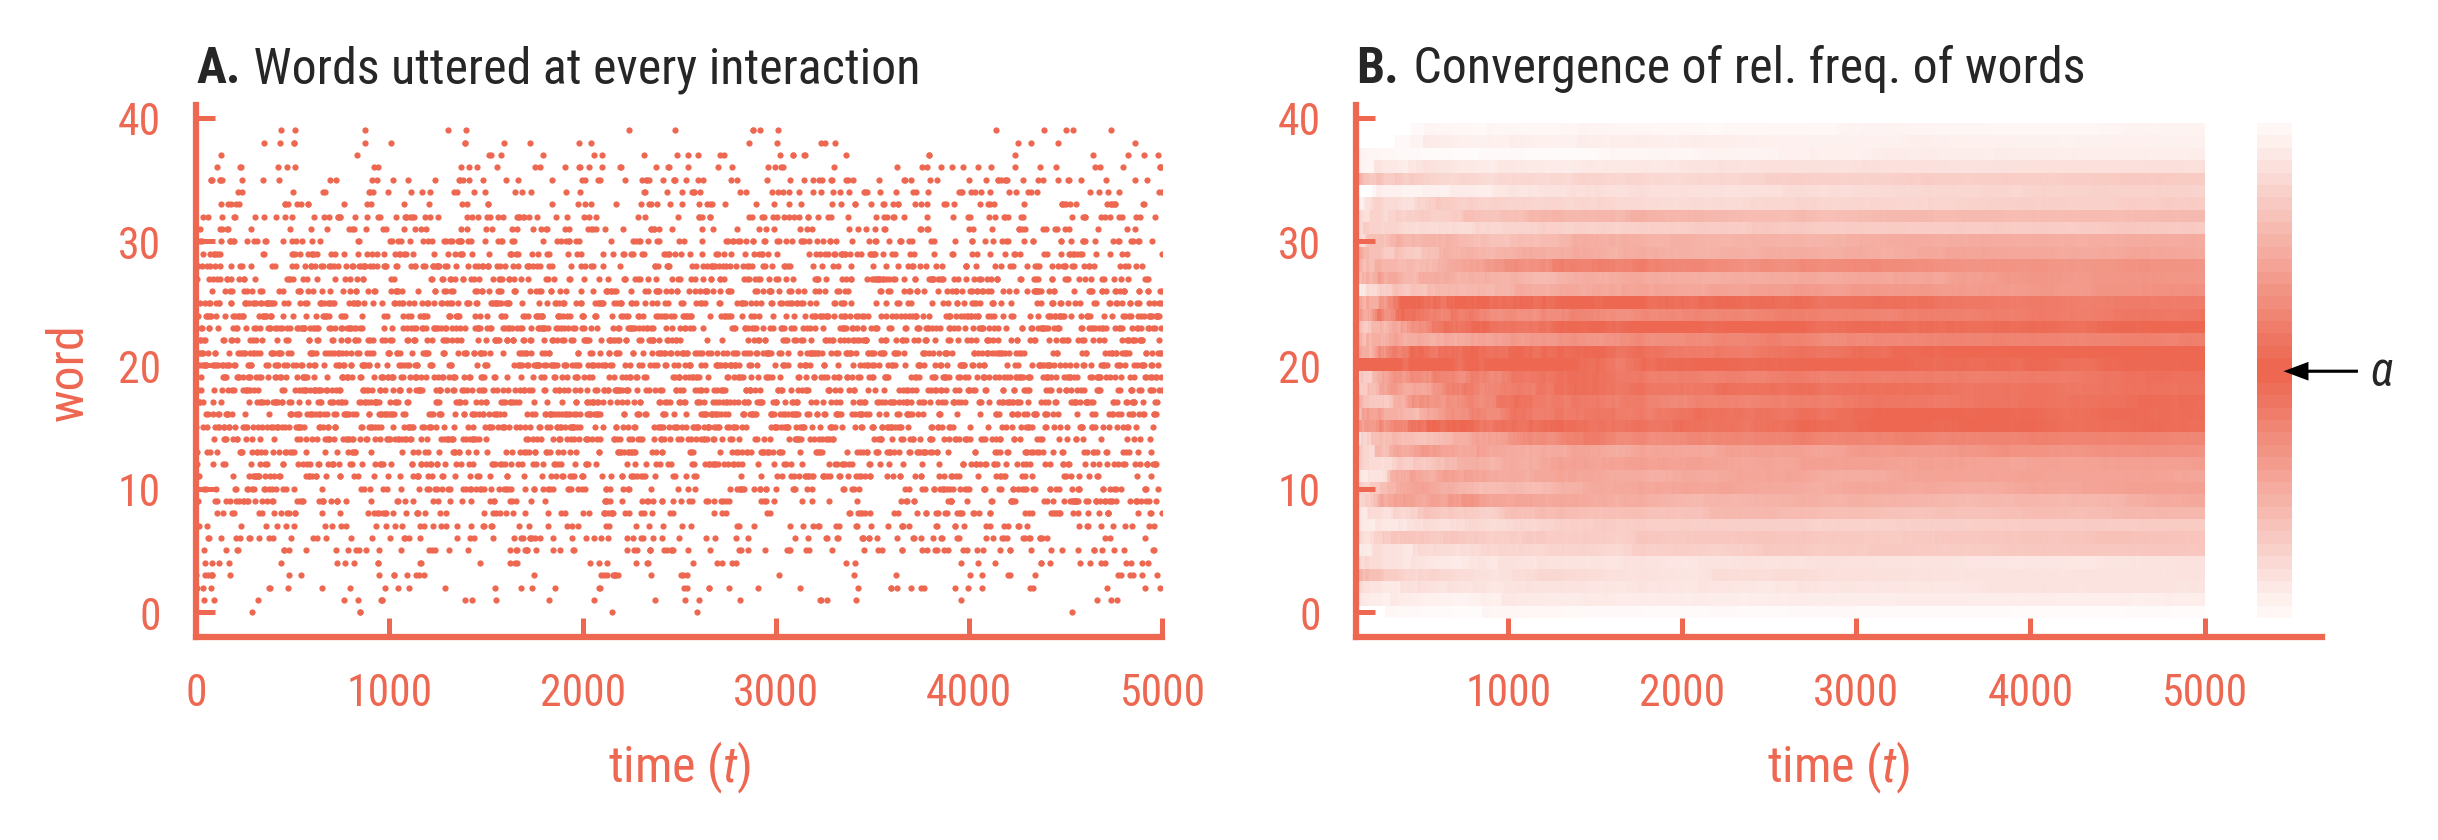 A. Words uttered at every interaction
40
30
20
10
0
word
0 1000 2000 3000 4000 5000
time (t)
B. Convergence of rel. freq. of words
40
30
20
10
0
a
1000 2000 3000 4000 5000
time (t)